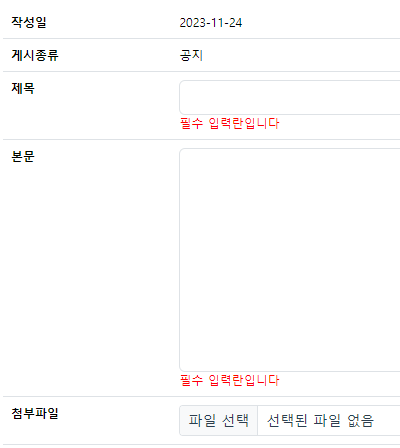 작성일 2023-11-24
게시종류 공지
제목
필수 입력란입니다
본문
필수 입력란입니다
첨부파일 파일 선택 선택된 파일 없음